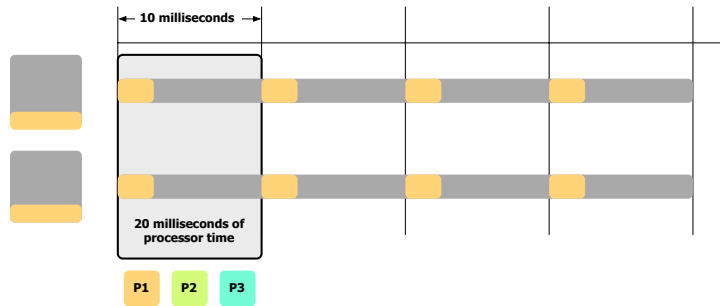 10 milliseconds
20 milliseconds of
processor time
P1
P2
P3